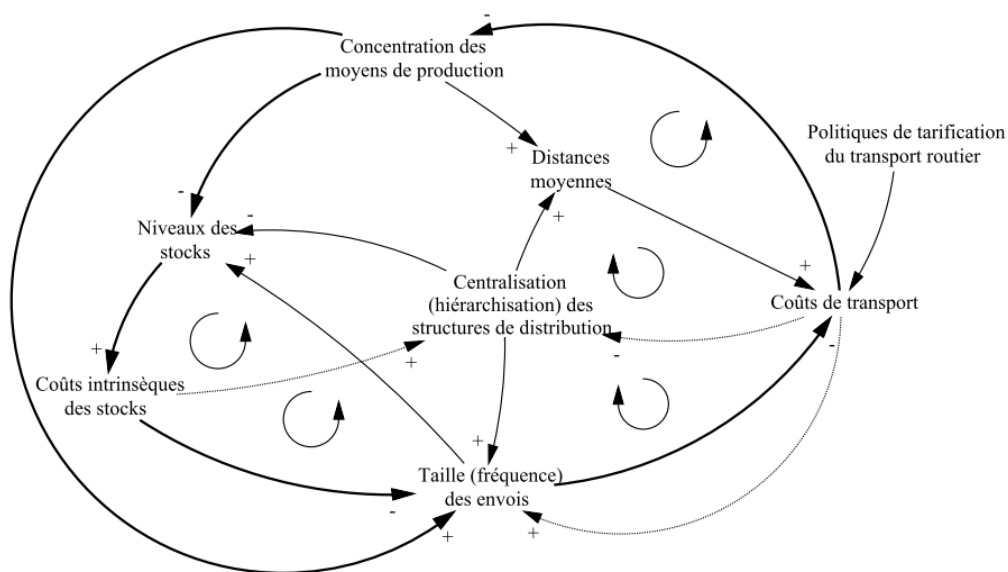 -
Concentration des
moyens de production
Politiques de tarification
du transport routier
+
Distances
moyennes
-
-
+
Niveaux des
stocks
+
+
Centralisation
(hiérarchisation) des
structures de distribution
Coûts de transport
+
+
-
-
Coûts intrinsèques
des stocks
+
Taille (fréquence)
des envois
-
+
+